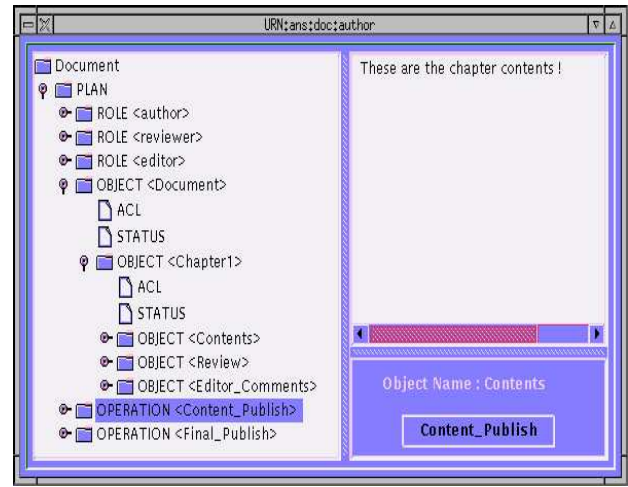 URN:ans:doc:author
Document
PLAN
ROLE <author>
ROLE <reviewer>
ROLE <editor>
OBJECT <Document>
ACL
STATUS
OBJECT <Chapter1>
ACL
STATUS
OBJECT <Contents>
OBJECT <Review>
OBJECT <Editor_Comments>
OPERATION <Content_Publish>
OPERATION <Final_Publish>
These are the chapter contents !
Object Name : Contents
Content_Publish